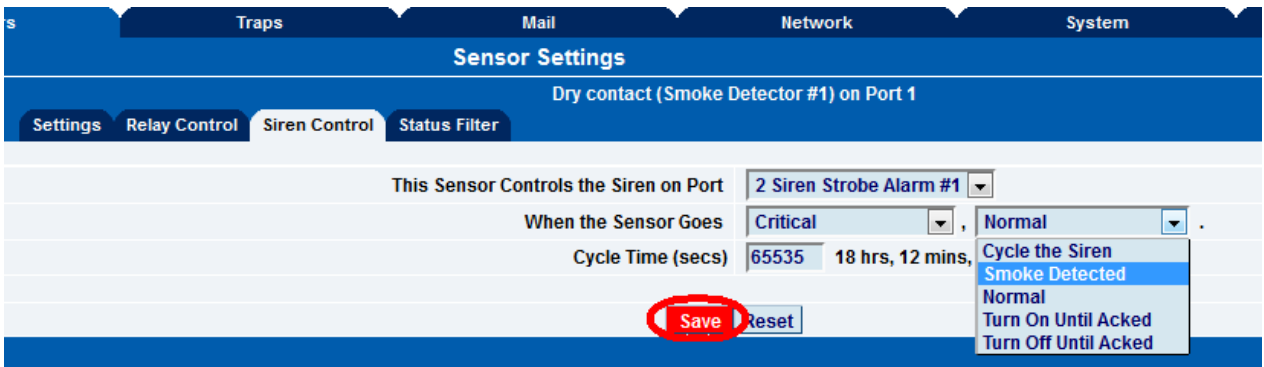 rs Traps Mail Network System
Sensor Settings
Dry contact (Smoke Detector #1) on Port 1
Settings Relay Control Siren Control Status Filter
This Sensor Controls the Siren on Port 2 Siren Strobe Alarm #1
When the Sensor Goes Critical , Normal .
Cycle Time (secs) 65535 18 hrs, 12 mins,
Cycle the Siren
Smoke Detected
Normal
Turn On Until Acked
Turn Off Until Acked
Save Reset